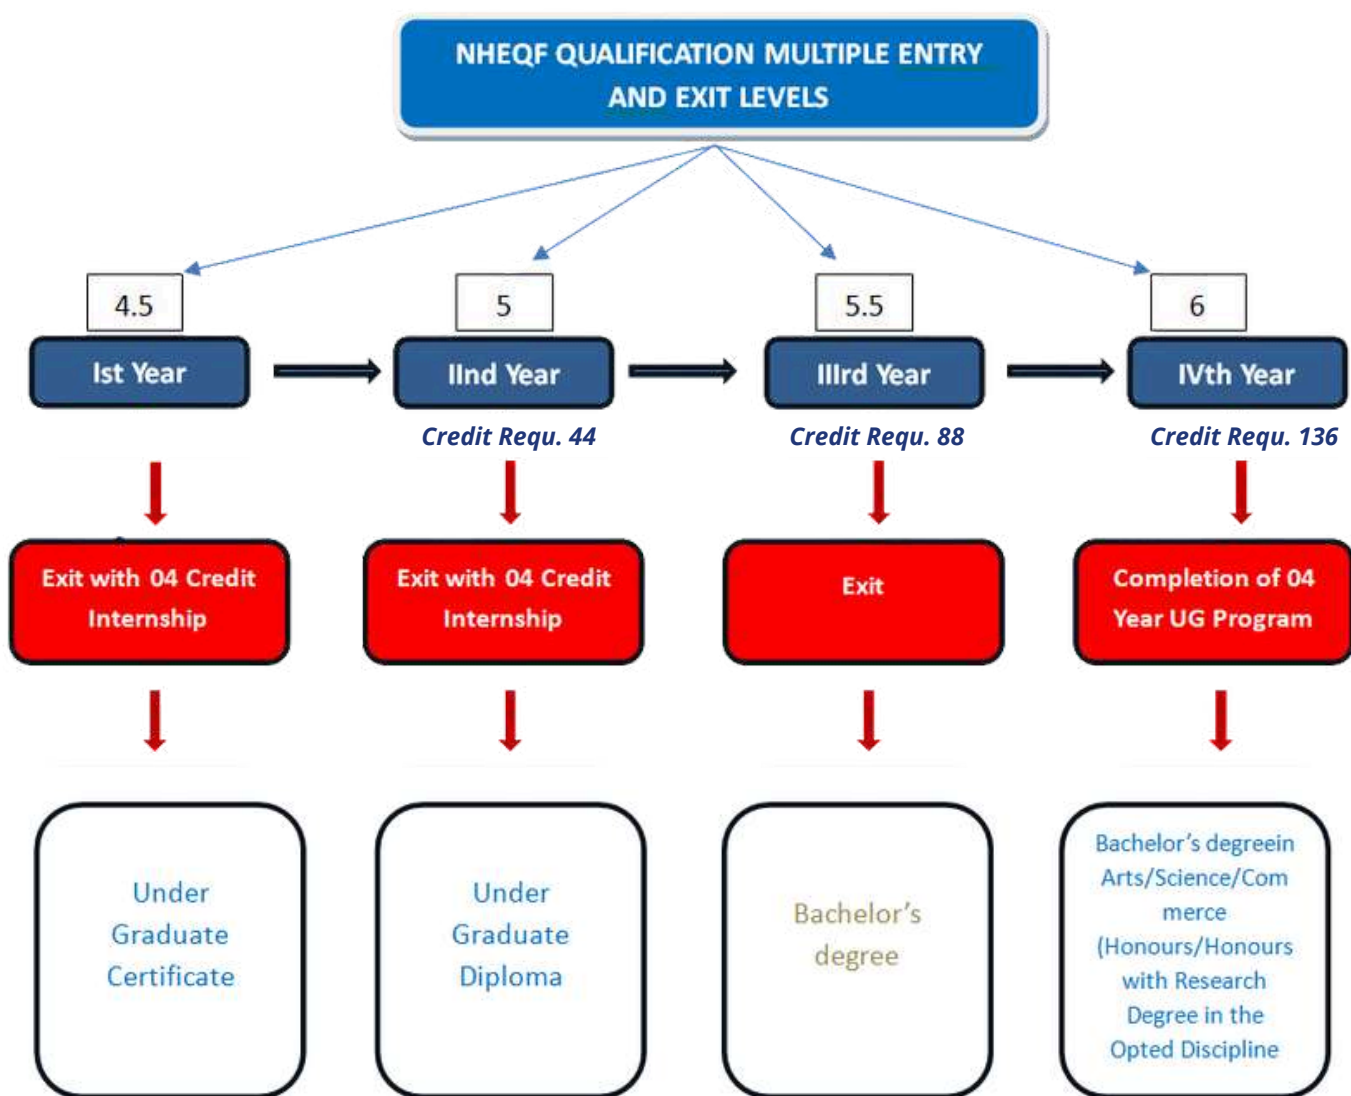 NHEQF QUALIFICATION MULTIPLE ENTRY
AND EXIT LEVELS
4.5
5
5.5
6
Ist Year
IInd Year
IIIrd Year
IVth Year
Credit Requ. 44
Credit Requ. 88
Credit Requ. 136
Exit with 04 Credit
Internship
Exit with 04 Credit
Internship
Exit
Completion of 04
Year UG Program
Under
Graduate
Certificate
Under
Graduate
Diploma
Bachelor's
degree
Bachelor's degreein
Arts/Science/Com
merce
(Honours/Honours
with Research
Degree in the
Opted Discipline